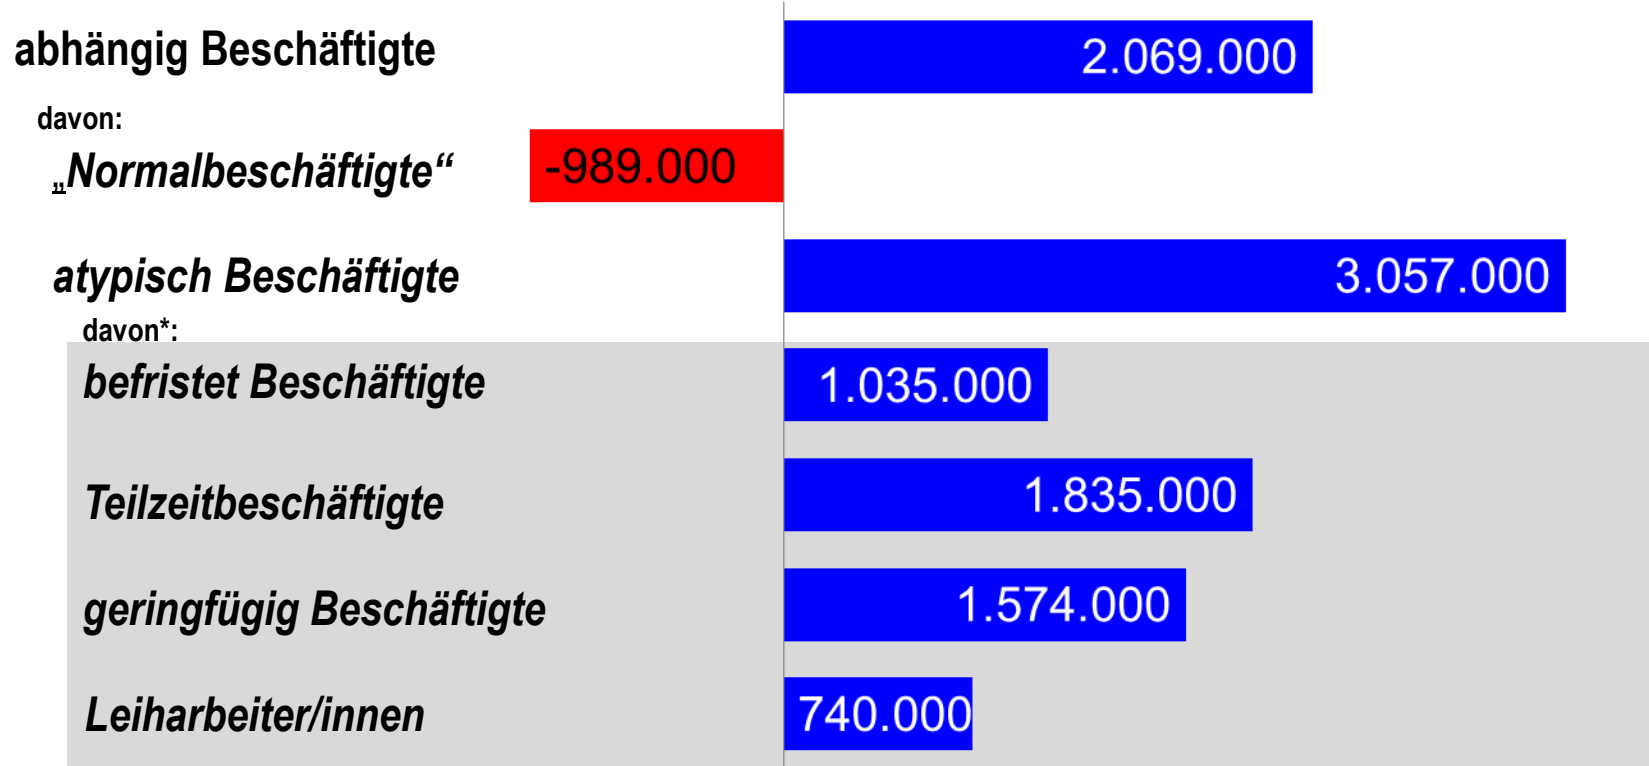 abhängig Beschäftigte 2.069.000
davon:
„Normalbeschäftigte“ -989.000
atypisch Beschäftigte 3.057.000
davon*:
befristet Beschäftigte 1.035.000
Teilzeitbeschäftigte 1.835.000
geringfügig Beschäftigte 1.574.000
Leiharbeiter/innen 740.000